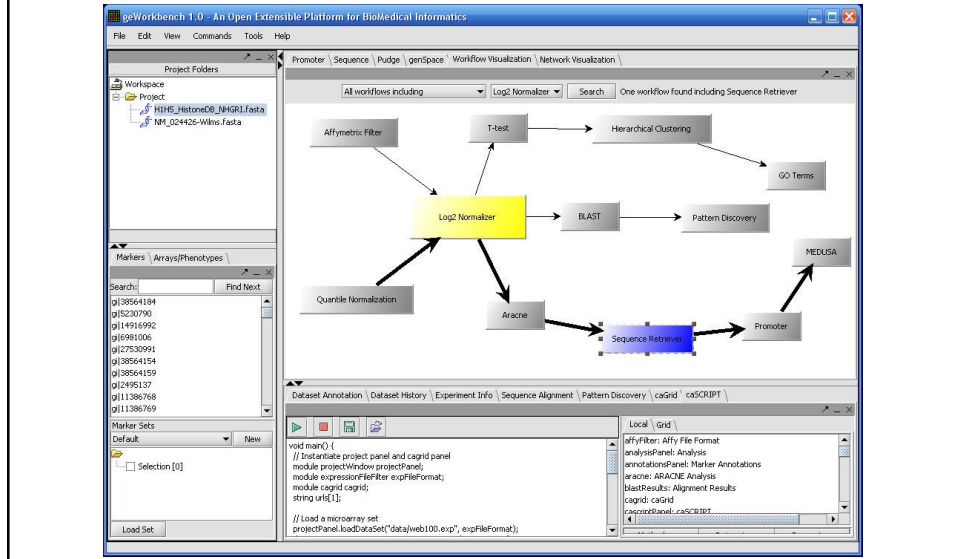 geWorkbench 1.0 - An Open Extensible Platform for BioMedical Informatics
File Edit View Commands Tools Help
Project Folders
Workspace
Project
H1H5_HistoneDB_NHGRI.fasta
NM_024426-Wilms.fasta
Markers Arrays/Phenotypes
Search: Find Next
gi|38564184
gi|5230790
gi|14916992
gi|6981006
gi|27530991
gi|38564154
gi|38564159
gi|2495137
gi|11386768
gi|11386769
Marker Sets
Default New
Selection [0]
Load Set
Promoter Sequence Pudge genSpace Workflow Visualization Network Visualization
All workflows including Log2 Normalizer Search One workflow found including Sequence Retriever
Affymetrix Filter
T-test
Hierarchical Clustering
GO Terms
Log2 Normalizer
BLAST
Pattern Discovery
MEDUSA
Quantile Normalization
Aracne
Sequence Retriever
Promoter
Dataset Annotation Dataset History Experiment Info Sequence Alignment Pattern Discovery caGrid caSCRIPT
void main() {
// Instantiate project panel and cagrid panel
module projectWindow projectPanel;
module expressionFileFilter expFileFormat;
module cagrid cagrid;
string urls[1];
// Load a microarray set
projectPanel.loadDataSet("data/web100.exp", expFileFormat);
Local Grid
affyFilter: Affy File Format
analysisPanel: Analysis
annotationsPanel: Marker Annotations
aracne: ARACNE Analysis
blastResults: Alignment Results
cagrid: caGrid
cascriptPanel: caSCRIPT